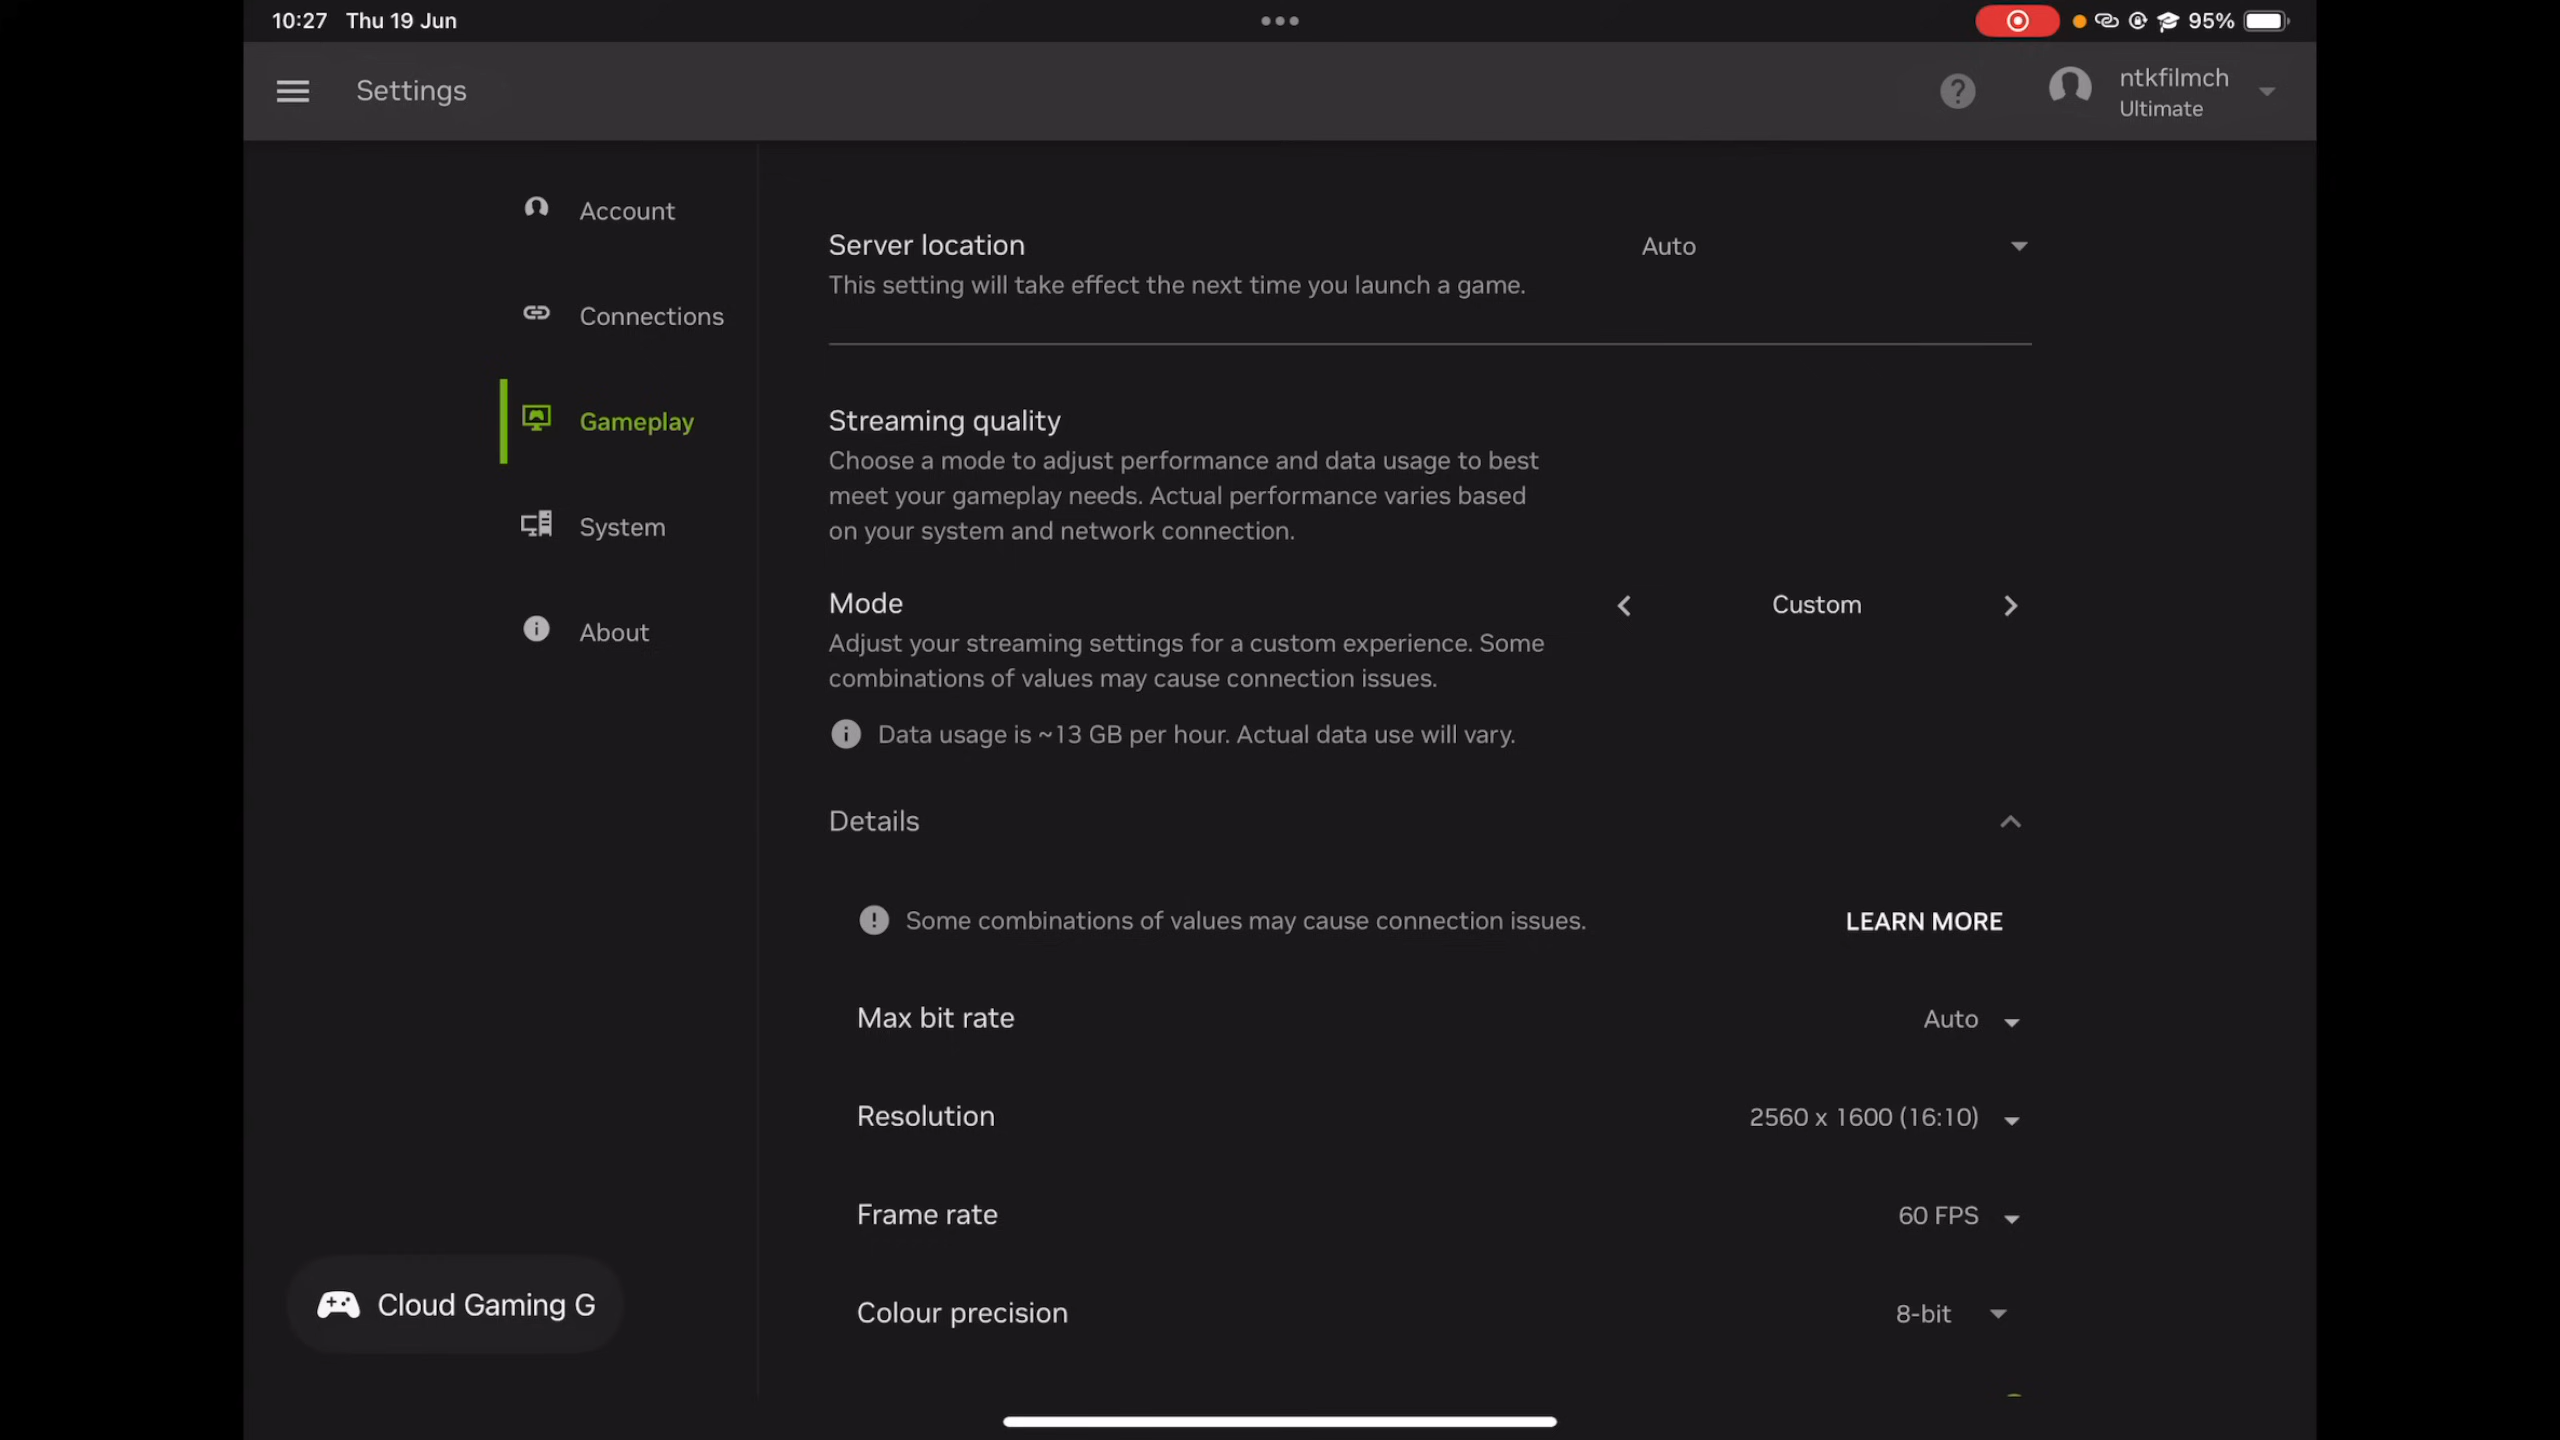 10:27 Thu 19 Jun
95%
Settings
ntkfilmch
Ultimate
Account
Connections
Gameplay
System
About
Server location
Auto
This setting will take effect the next time you launch a game.
Streaming quality
Choose a mode to adjust performance and data usage to best
meet your gameplay needs. Actual performance varies based
on your system and network connection.
Mode
Custom
Adjust your streaming settings for a custom experience. Some
combinations of values may cause connection issues.
Data usage is ~13 GB per hour. Actual data use will vary.
Details
Some combinations of values may cause connection issues.
LEARN MORE
Max bit rate
Auto
Resolution
2560 x 1600 (16:10)
Frame rate
60 FPS
Colour precision
8-bit
Cloud Gaming G